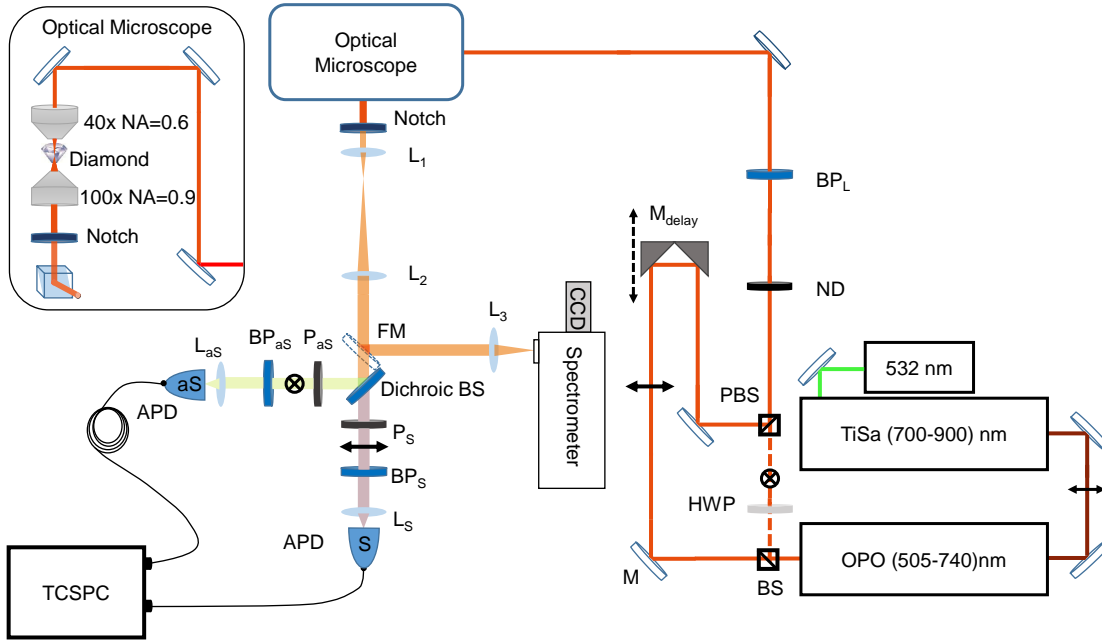 Optical Microscope
40x NA=0.6
Diamond
100x NA=0.9
Notch
Optical
Microscope
Notch
L1
L2
L3
FM
Dichroic BS
PaS
BPaS
LaS
aS
APD
PS
BPS
LS
APD
S
TCSPC
CCD
Spectrometer
Mdelay
BPL
ND
PBS
HWP
BS
M
532 nm
TiSa (700-900) nm
OPO (505-740)nm